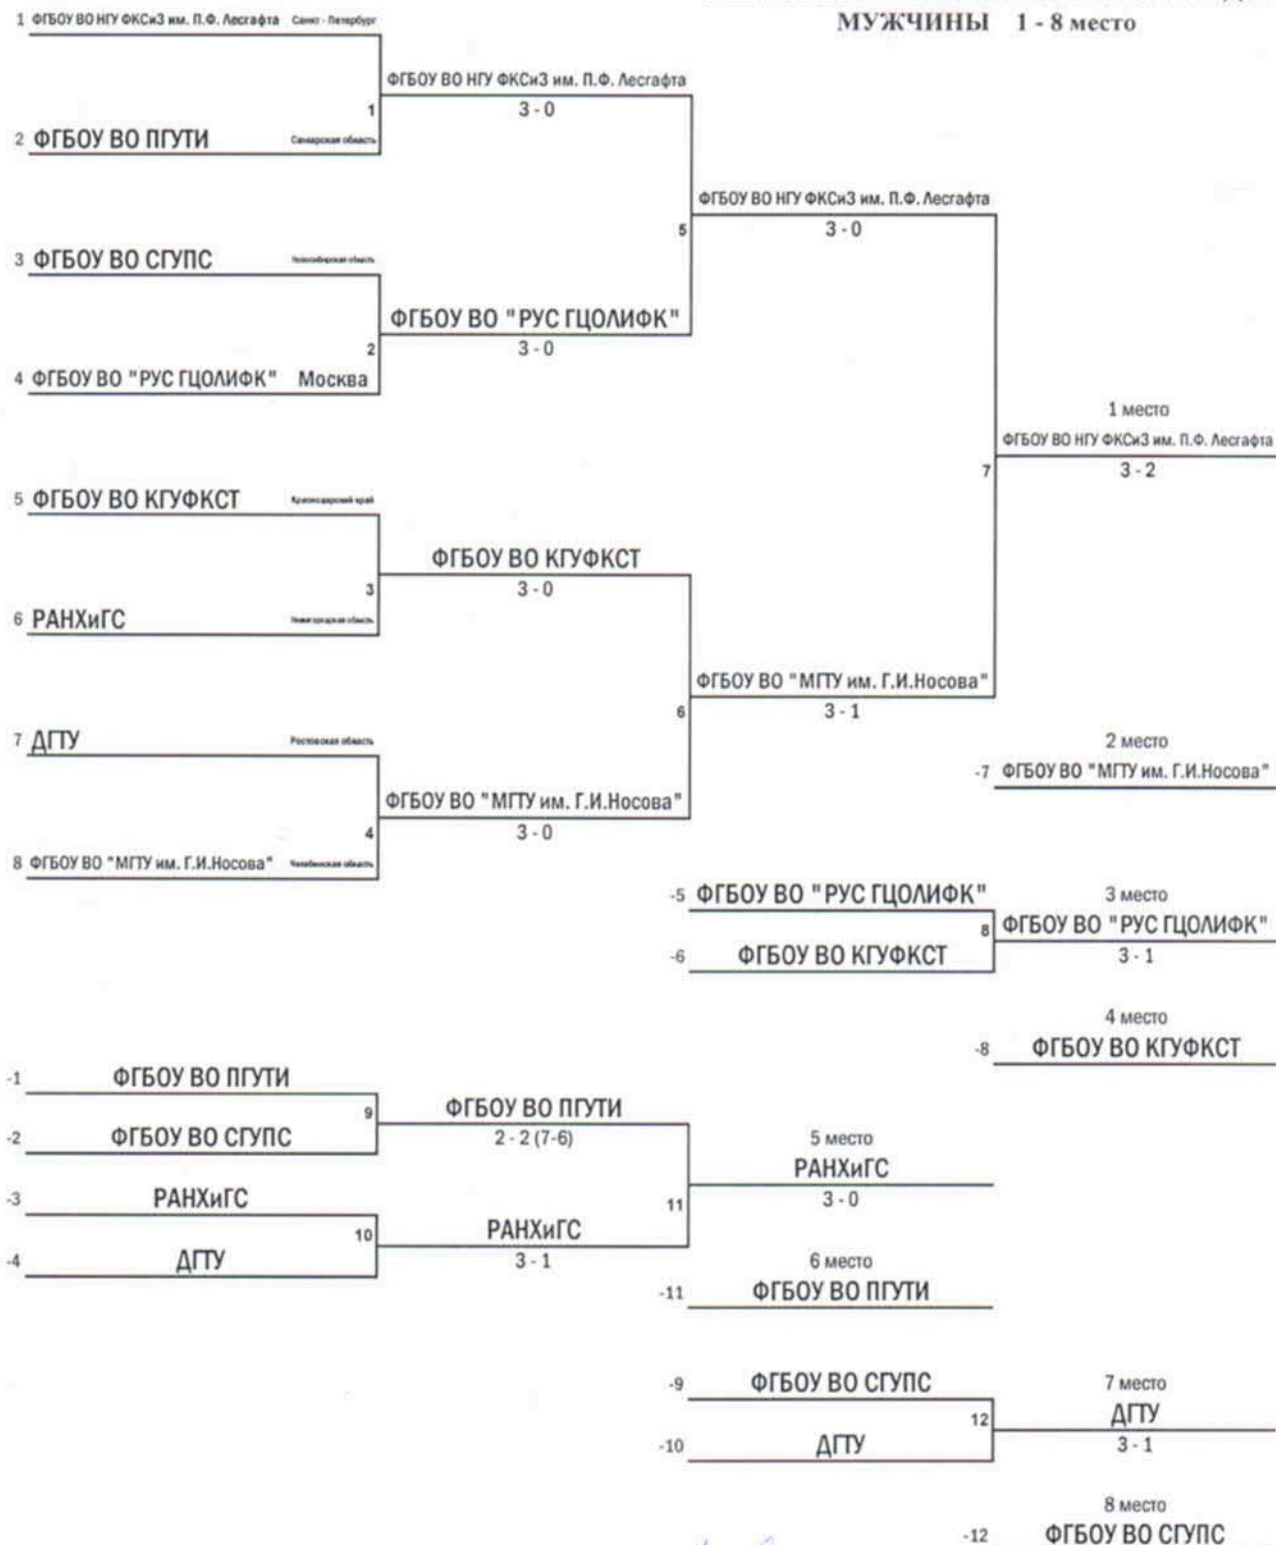 МУЖЧИНЫ 1 - 8 место
1 ФГБОУ ВО НГУ ФКСиЗ им. П.Ф. Лесгафта Санкт - Петербург
ФГБОУ ВО НГУ ФКСиЗ им. П.Ф. Лесгафта
1
3 - 0
2 ФГБОУ ВО ПГУТИ Самарская область
ФГБОУ ВО НГУ ФКСиЗ им. П.Ф. Лесгафта
5
3 - 0
3 ФГБОУ ВО СГУПС Новосибирская область
ФГБОУ ВО "РУС ГЦОЛИФК"
2
3 - 0
4 ФГБОУ ВО "РУС ГЦОЛИФК" Москва
1 место
ФГБОУ ВО НГУ ФКСиЗ им. П.Ф. Лесгафта
7
3 - 2
5 ФГБОУ ВО КГУФКСТ Краснодарский край
ФГБОУ ВО КГУФКСТ
3
3 - 0
6 РАНХиГС Нижегородская область
ФГБОУ ВО "МГТУ им. Г.И.Носова"
6
3 - 1
7 ДГТУ Ростовская область
2 место
-7 ФГБОУ ВО "МГТУ им. Г.И.Носова"
ФГБОУ ВО "МГТУ им. Г.И.Носова"
4
3 - 0
8 ФГБОУ ВО "МГТУ им. Г.И.Носова" Челябинская область
-5 ФГБОУ ВО "РУС ГЦОЛИФК"
3 место
8 ФГБОУ ВО "РУС ГЦОЛИФК"
-6 ФГБОУ ВО КГУФКСТ
3 - 1
4 место
-8 ФГБОУ ВО КГУФКСТ
-1 ФГБОУ ВО ПГУТИ
9 ФГБОУ ВО ПГУТИ
-2 ФГБОУ ВО СГУПС
2 - 2 (7-6)
5 место
РАНХиГС
-3 РАНХиГС
11
3 - 0
10 РАНХиГС
-4 ДГТУ
3 - 1
6 место
-11 ФГБОУ ВО ПГУТИ
-9 ФГБОУ ВО СГУПС
7 место
12 ДГТУ
-10 ДГТУ
3 - 1
8 место
-12 ФГБОУ ВО СГУПС